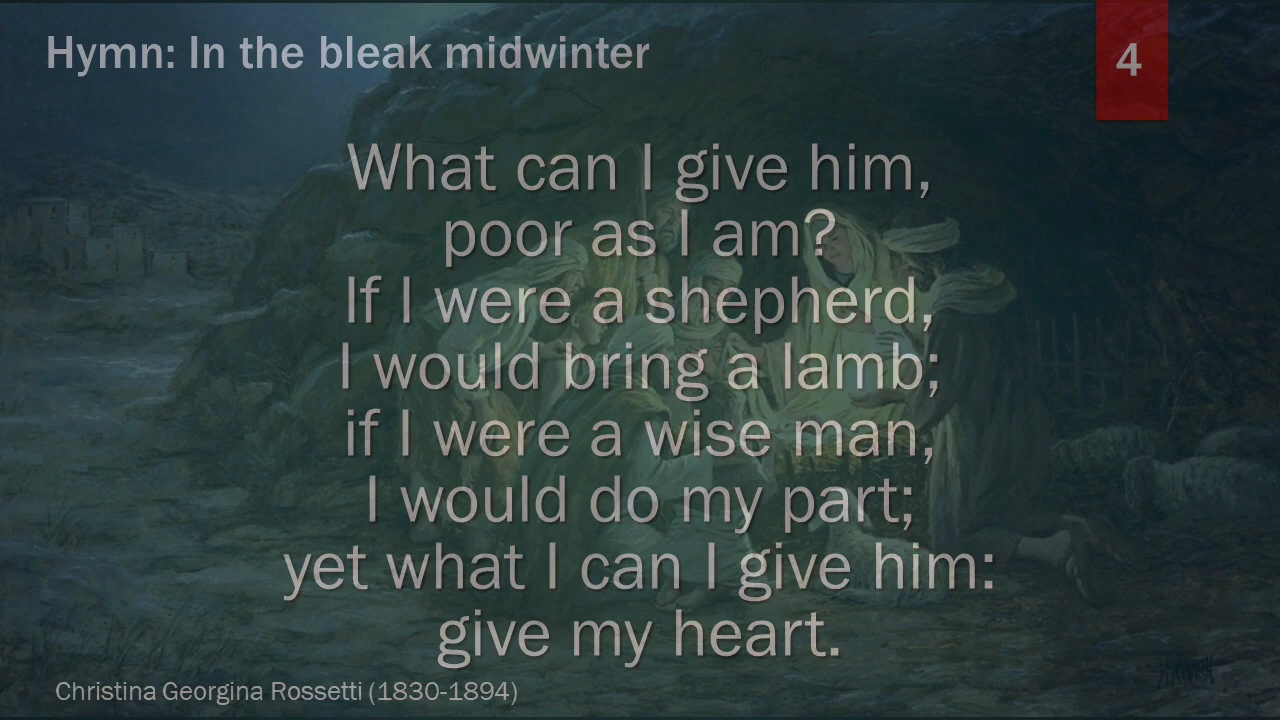 Hymn: In the bleak midwinter
4
What can I give him,
poor as I am?
If I were a shepherd,
I would bring a lamb;
if I were a wise man,
I would do my part;
yet what I can I give him:
give my heart.
Christina Georgina Rossetti (1830-1894)